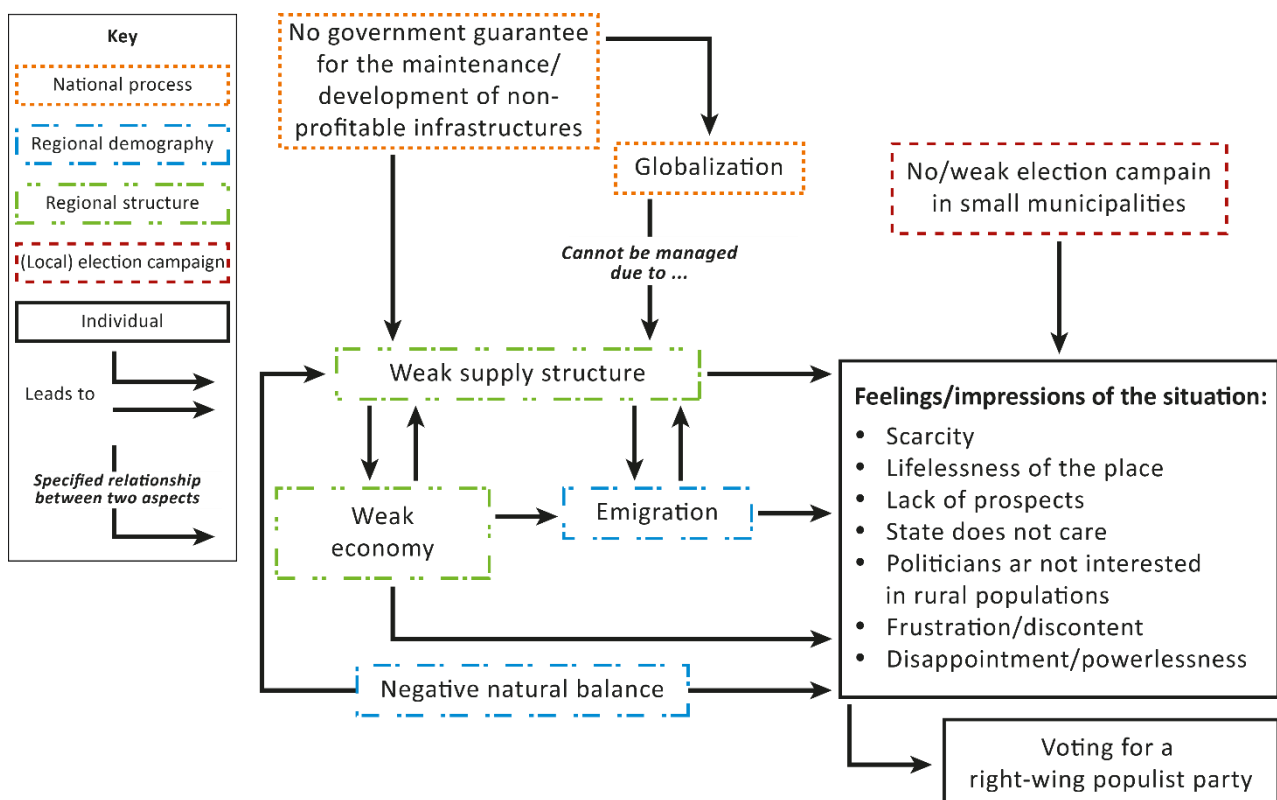 Key
National process
Regional demography
Regional structure
(Local) election campaign
Individual
Leads to
Specified relationship
between two aspects
No government guarantee
for the maintenance/
development of non-
profitable infrastructures
Globalization
Cannot be managed
due to ...
No/weak election campain
in small municipalities
Weak supply structure
Weak
economy
Emigration
Negative natural balance
Feelings/impressions of the situation:
• Scarcity
• Lifelessness of the place
• Lack of prospects
• State does not care
• Politicians ar not interested
in rural populations
• Frustration/discontent
• Disappointment/powerlessness
Voting for a
right-wing populist party